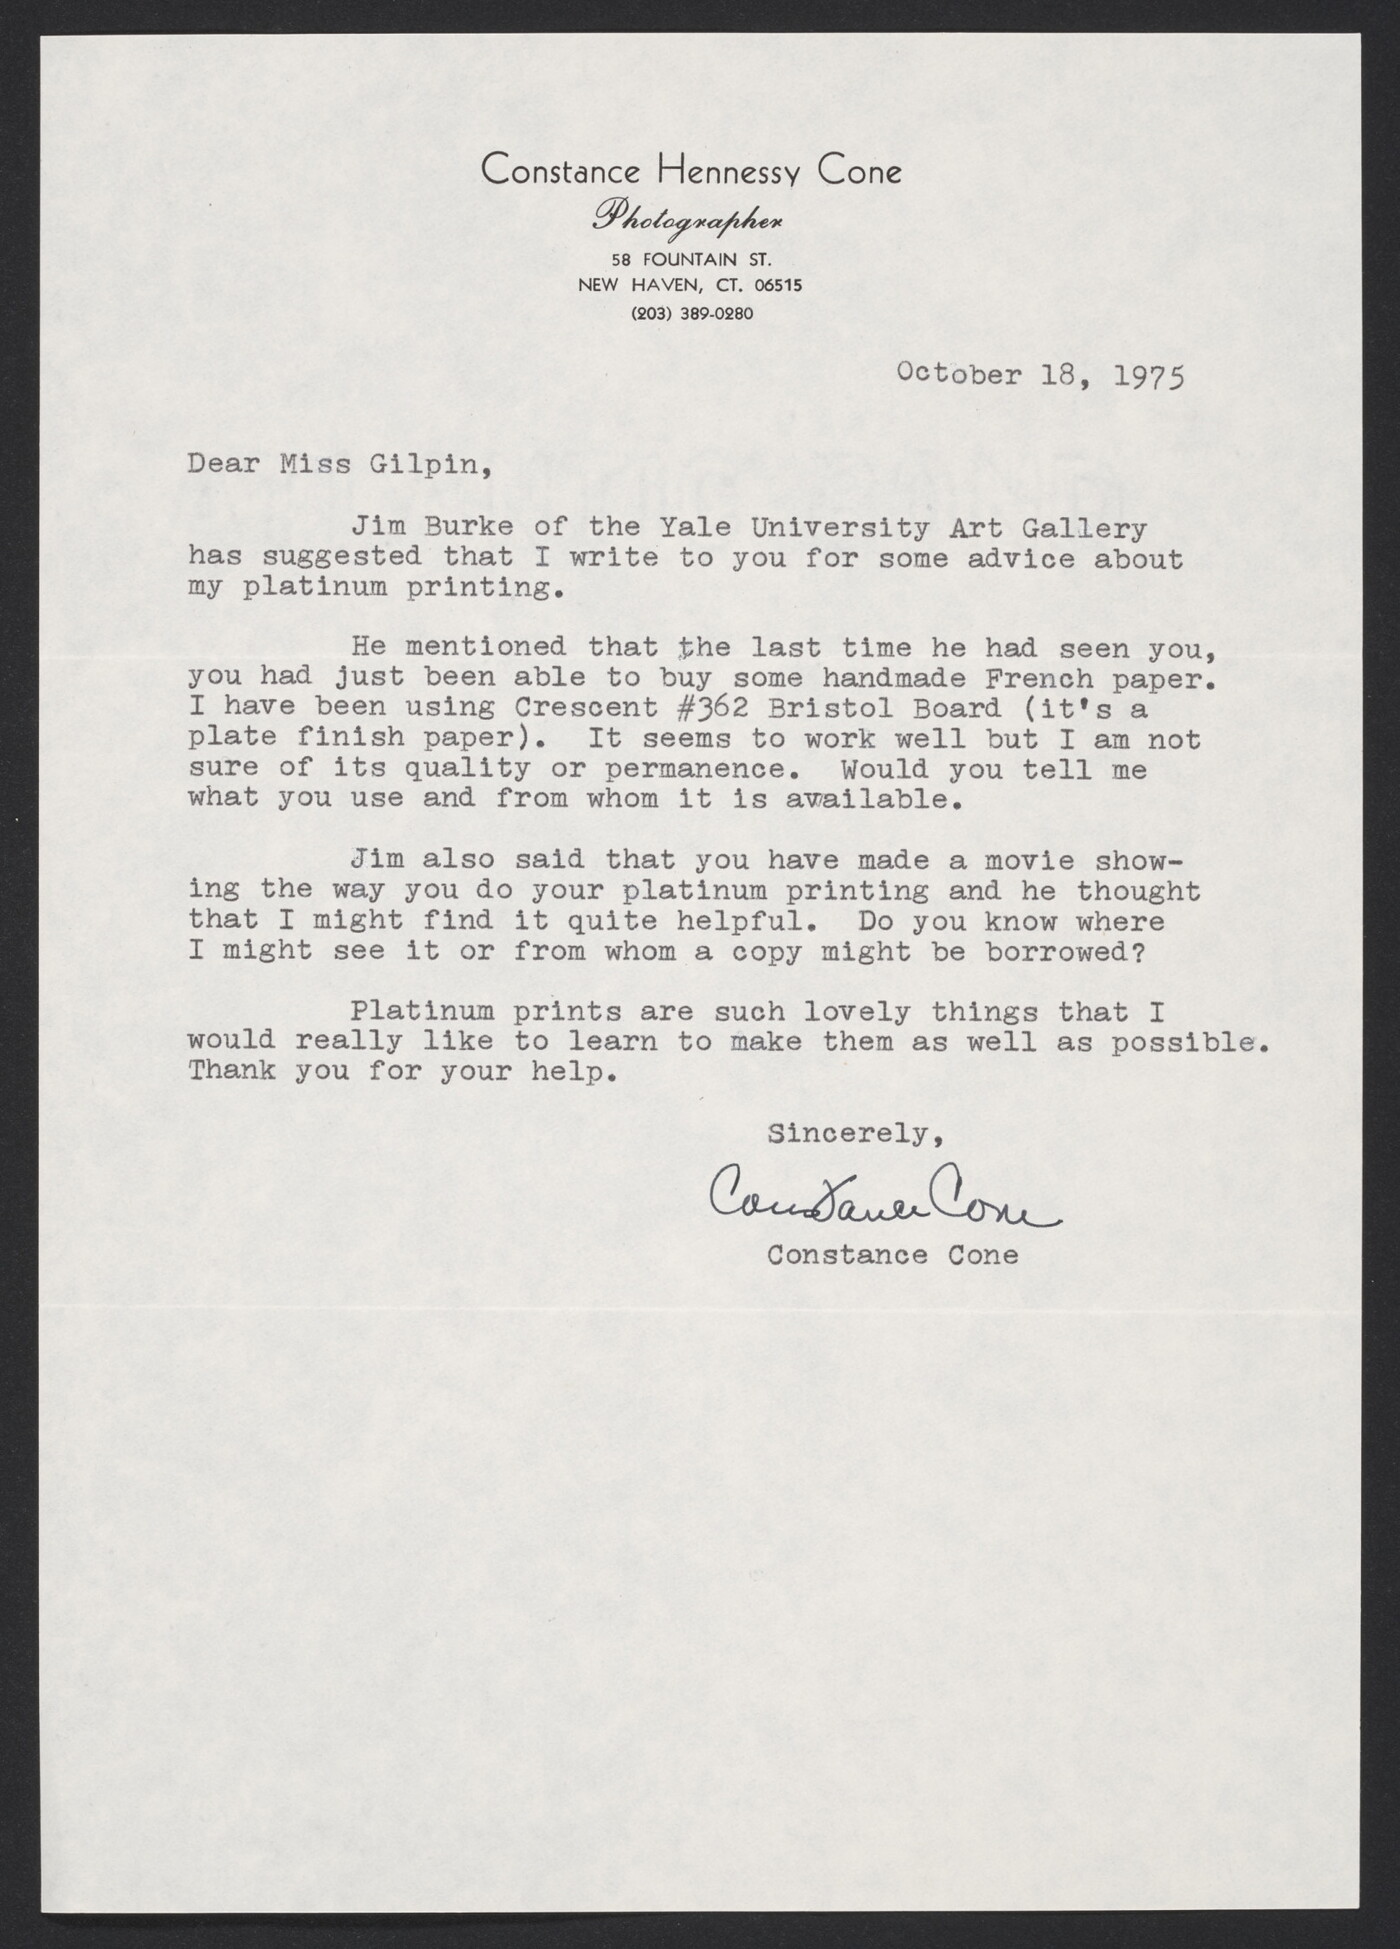 Constance Hennessy Cone
Photographer
58 FOUNTAIN ST.
NEW HAVEN, CT. 06515
(203) 389-0280
October 18, 1975
Dear Miss Gilpin,
Jim Burke of the Yale University Art Gallery
has suggested that I write to you for some advice about
my platinum printing.
He mentioned that the last time he had seen you,
you had just been able to buy some handmade French paper.
I have been using Crescent #362 Bristol Board (it's a
plate finish paper).  It seems to work well but I am not
sure of its quality or permanence.  Would you tell me
what you use and from whom it is available.
Jim also said that you have made a movie show-
ing the way you do your platinum printing and he thought
that I might find it quite helpful.  Do you know where
I might see it or from whom a copy might be borrowed?
Platinum prints are such lovely things that I
would really like to learn to make them as well as possible.
Thank you for your help.
Sincerely,
Constance Cone
Constance Cone